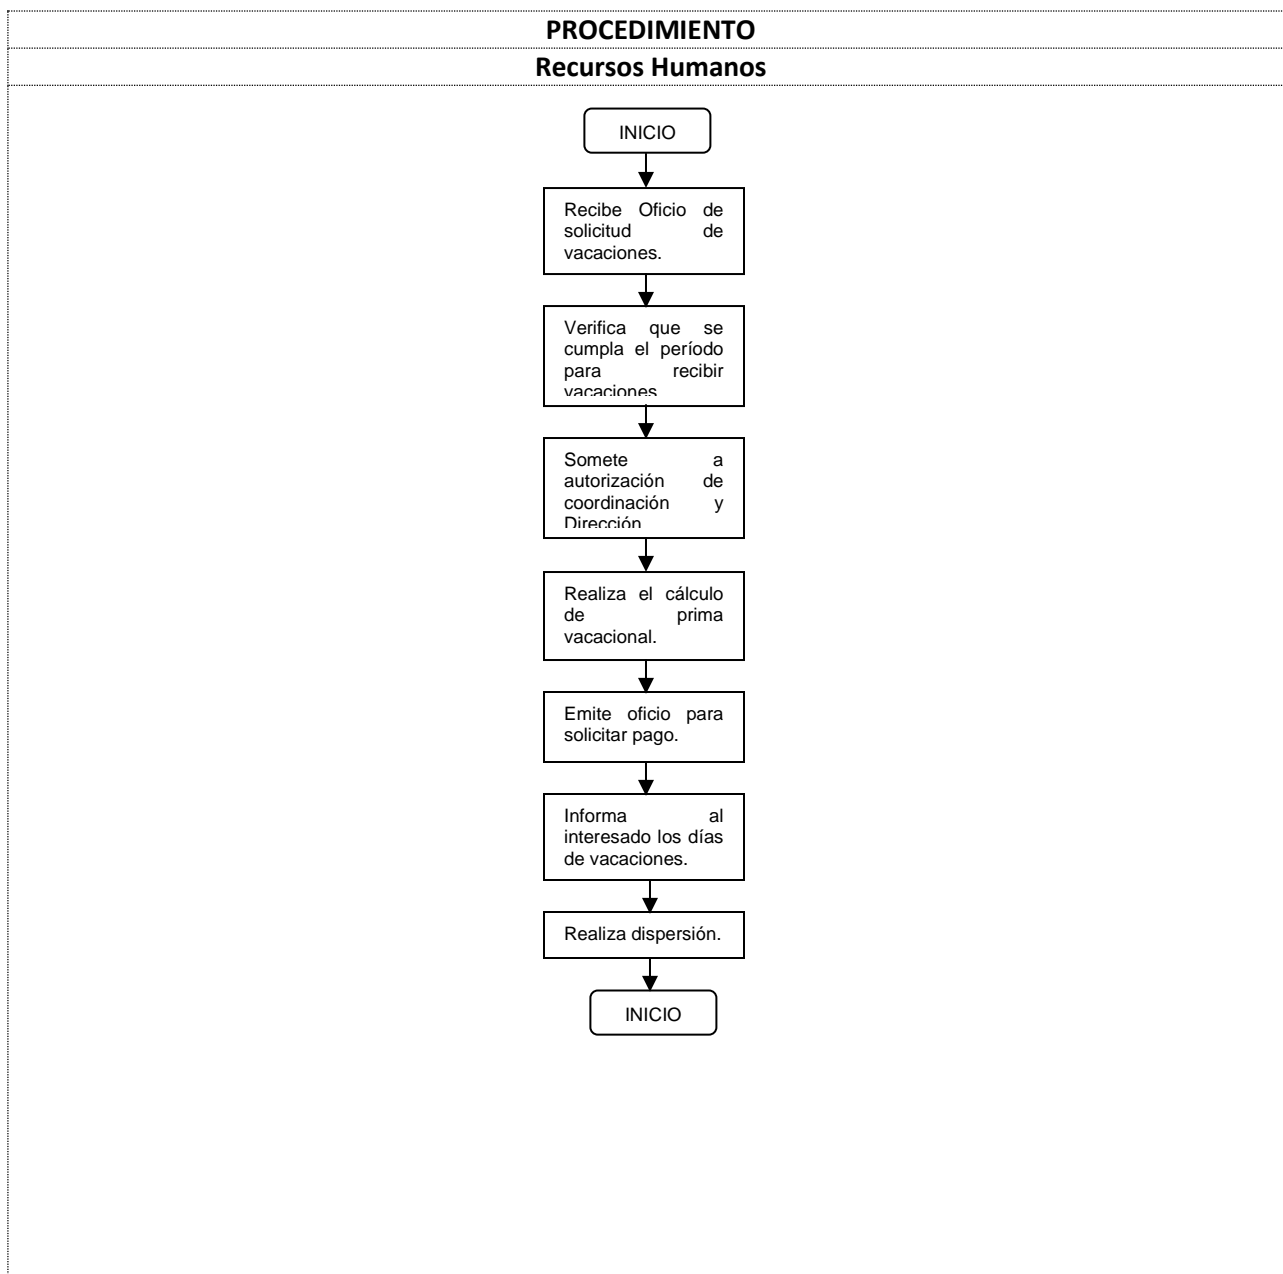 PROCEDIMIENTO
Recursos Humanos
INICIO
Recibe Oficio de
solicitud de
vacaciones.
Verifica que se
cumpla el período
para recibir
vacaciones
Somete a
autorización de
coordinación y
Dirección
Realiza el cálculo
de prima
vacacional.
Emite oficio para
solicitar pago.
Informa al
interesado los días
de vacaciones.
Realiza dispersión.
INICIO